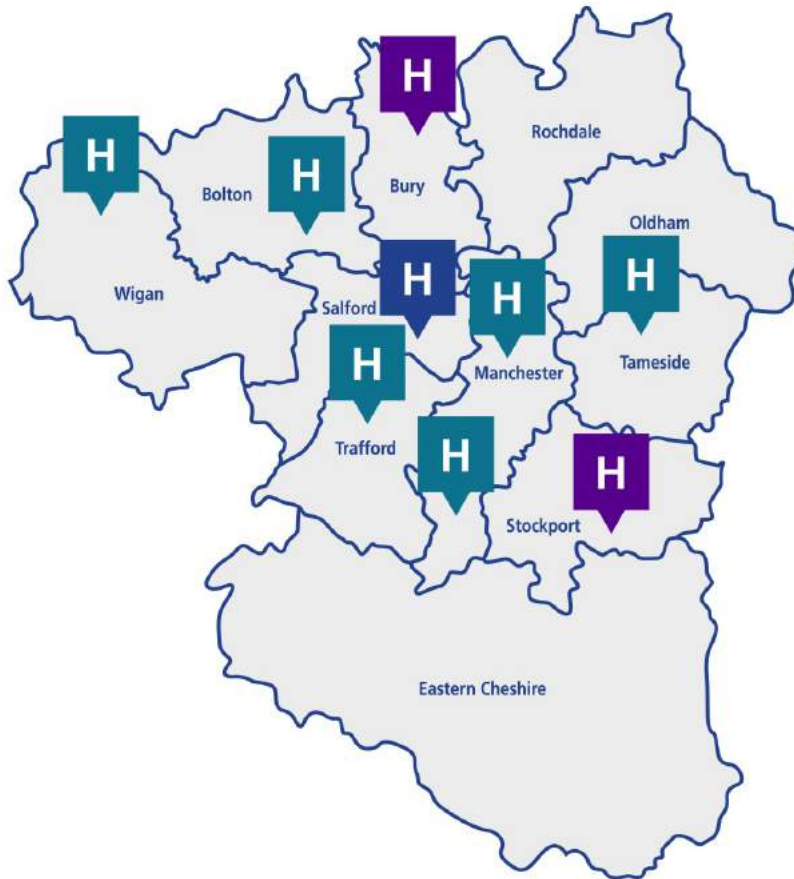 H
Rochdale
H
H
Bolton
Bury
Oldham
H
H
H
Wigan
Salford
H
Manchester
Tameside
H
Trafford
H
Stockport
Eastern Cheshire